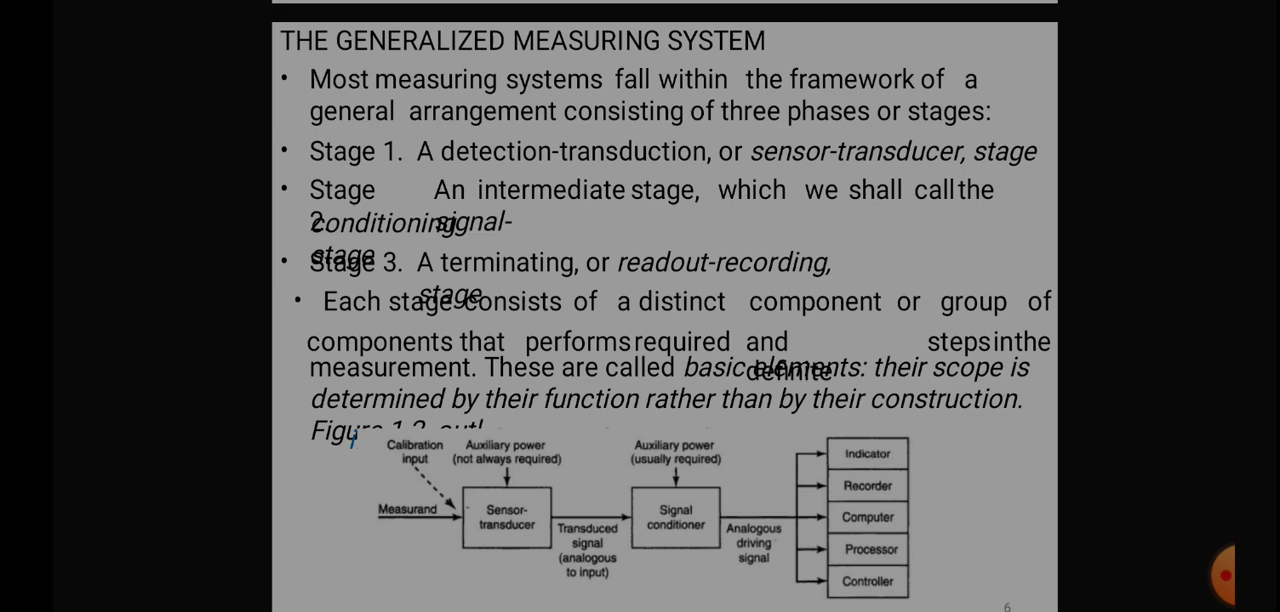 THE GENERALIZED MEASURING SYSTEM
• Most measuring systems fall within the framework of a
general arrangement consisting of three phases or stages:
• Stage 1. A detection-transduction, or sensor-transducer, stage
• Stage 2. An intermediate stage, which we shall call the
signal-conditioning stage
• Stage 3. A terminating, or readout-recording,
stage
• Each stage consists of a distinct component or group of
components that performs required and definite steps in the
measurement. These are called basic elements: their scope is
determined by their function rather than by their construction.
Figure 1.2
Calibration
input
Auxiliary power
(not always required)
Auxiliary power
(usually required)
Measurand
Sensor-
transducer
Transduced
signal
(analogous
to input)
Signal
conditioner
Analogous
driving
signal
Indicator
Recorder
Computer
Processor
Controller
6